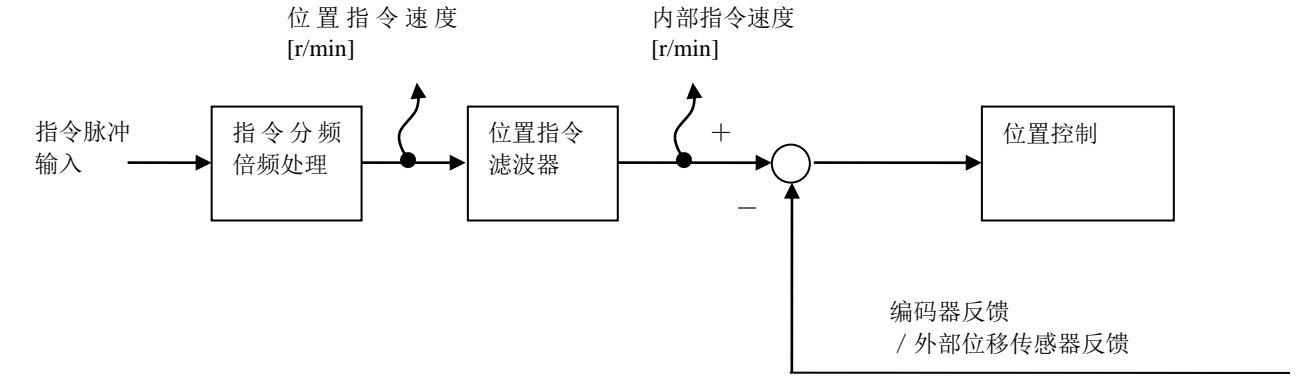 位置指令速度
[r/min]
内部指令速度
[r/min]
指令脉冲
输入
指令分频
倍频处理
位置指令
滤波器
＋
－
位置控制
编码器反馈
／外部位移传感器反馈